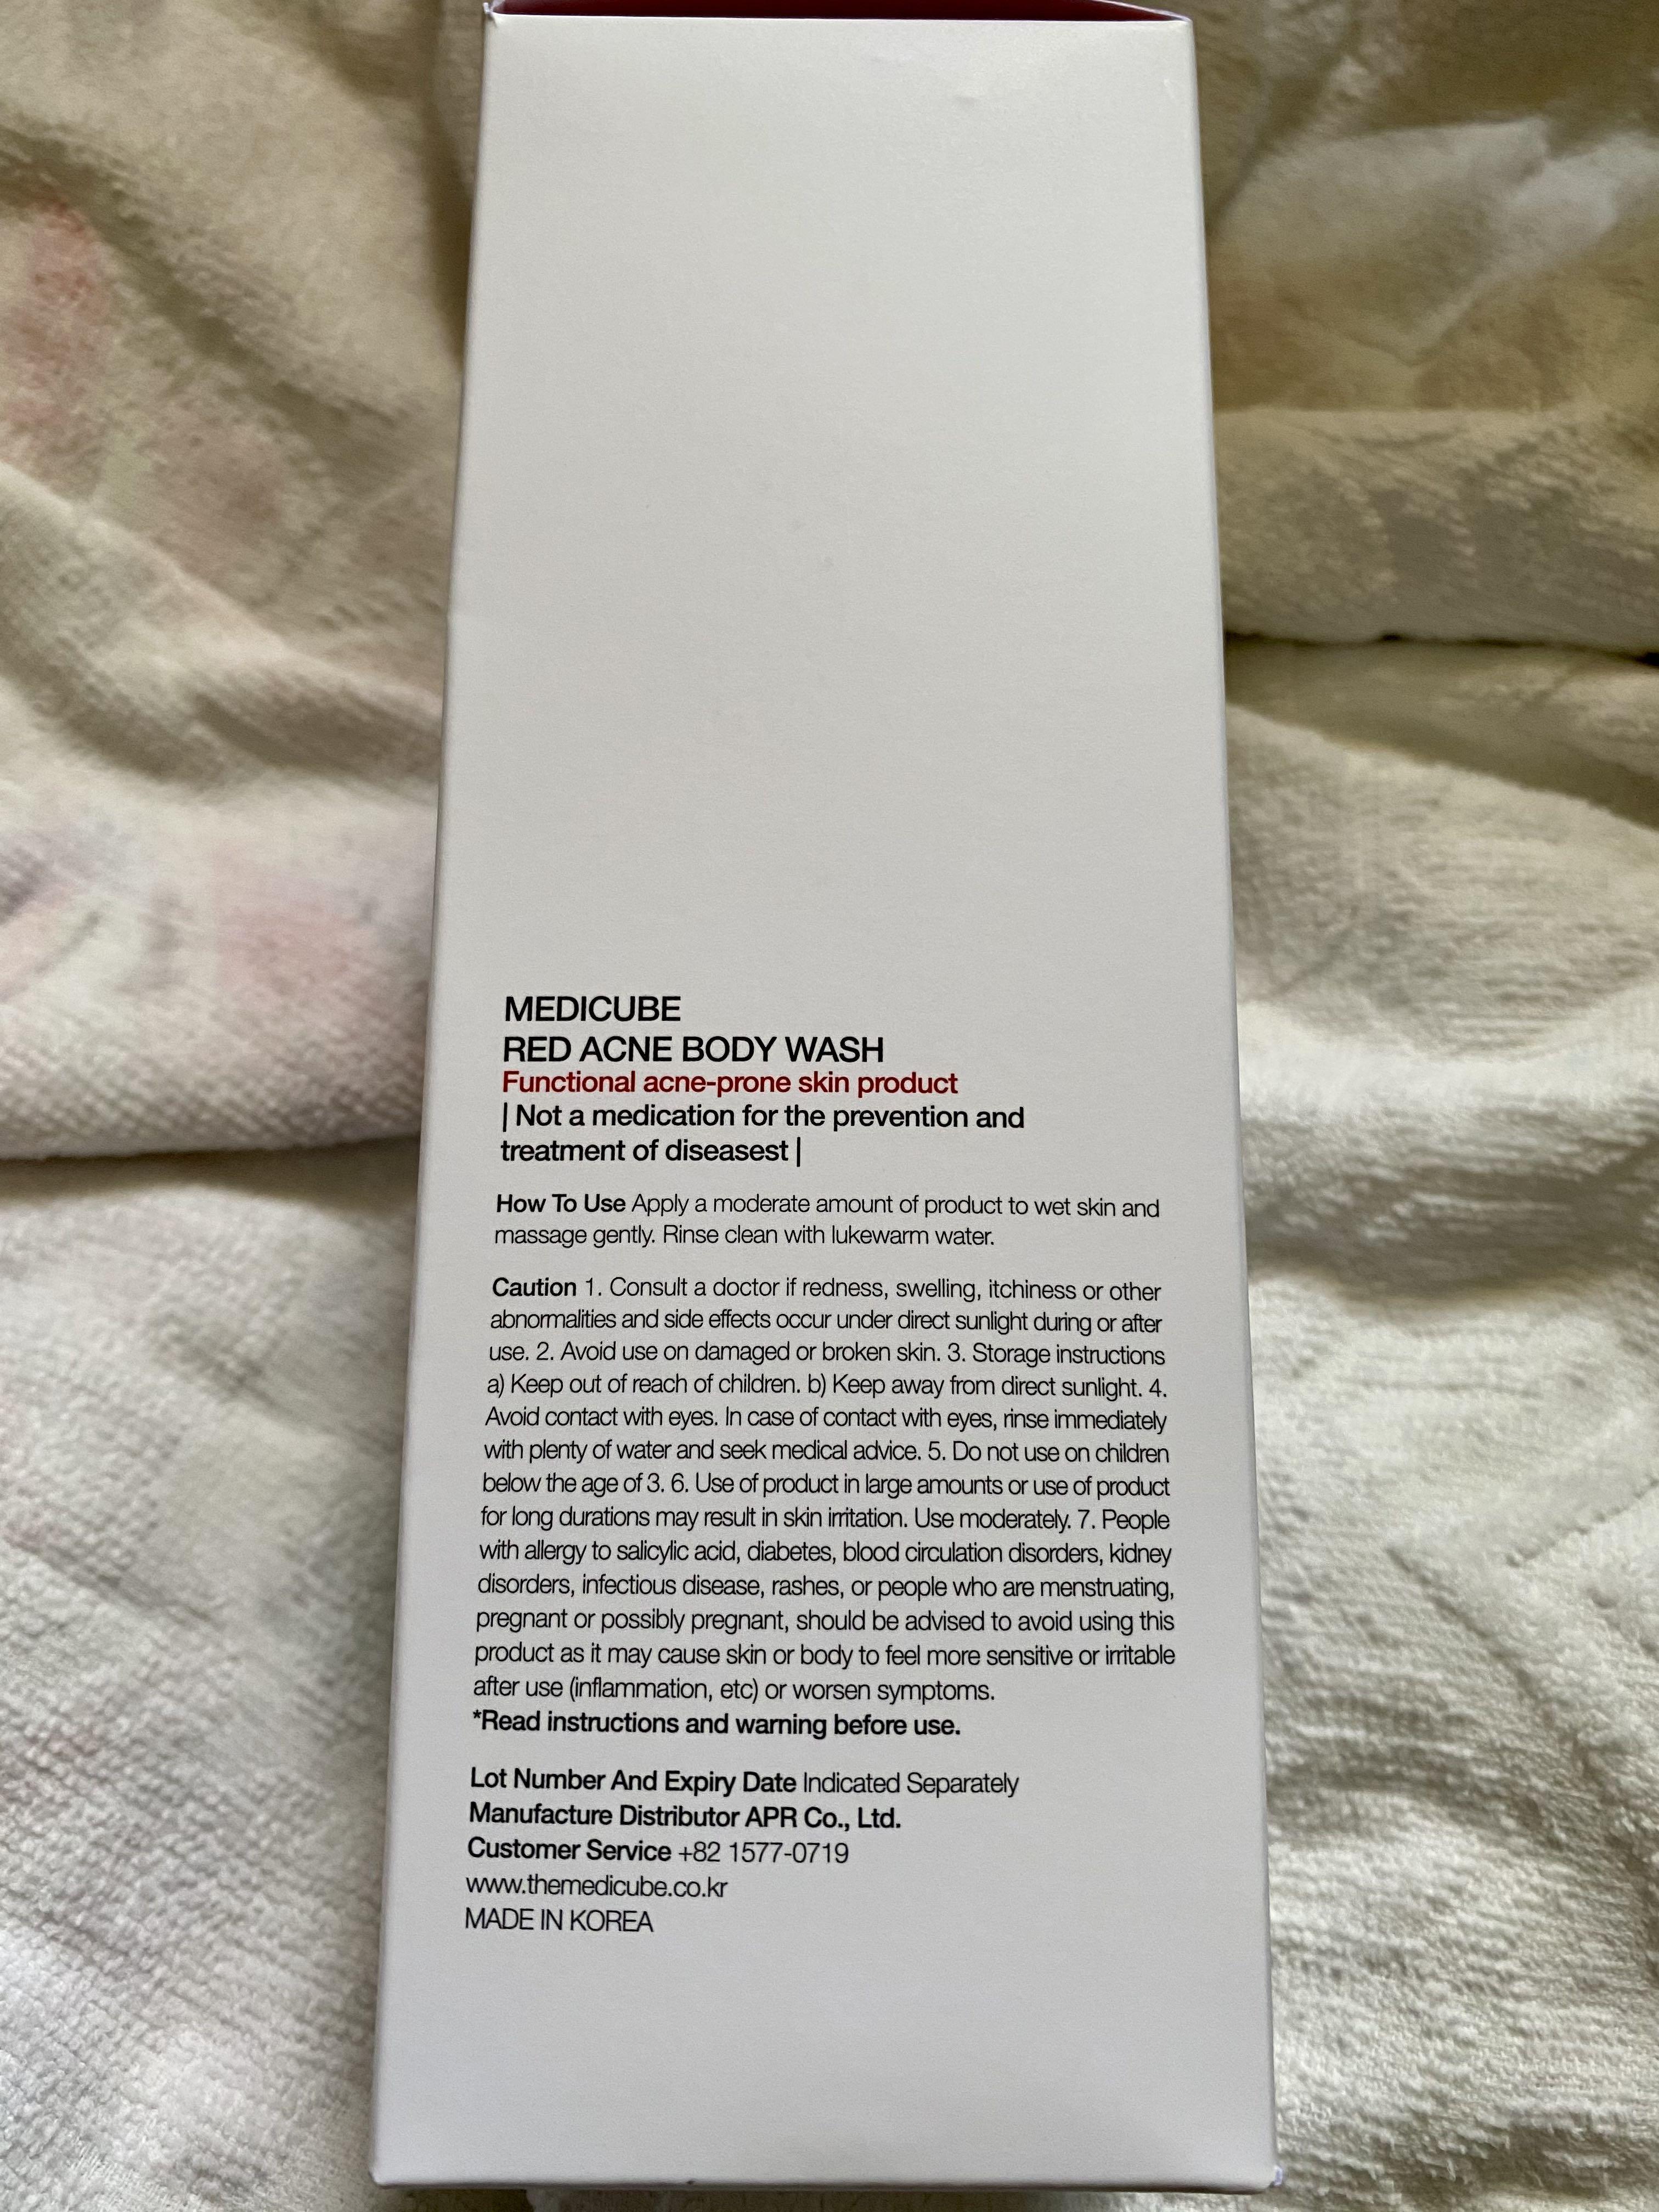 MEDICUBE
RED ACNE BODY WASH
Functional acne-prone skin product
| Not a medication for the prevention and
treatment of diseasest |
How To Use Apply a moderate amount of product to wet skin and
massage gently. Rinse clean with lukewarm water.
Caution 1. Consult a doctor if redness, swelling, itchiness or other
abnormalities and side effects occur under direct sunlight during or after
use. 2. Avoid use on damaged or broken skin. 3. Storage instructions
a) Keep out of reach of children. b) Keep away from direct sunlight. 4.
Avoid contact with eyes. In case of contact with eyes, rinse immediately
with plenty of water and seek medical advice. 5. Do not use on children
below the age of 3. 6. Use of product in large amounts or use of product
for long durations may result in skin irritation. Use moderately. 7. People
with allergy to salicylic acid, diabetes, blood circulation disorders, kidney
disorders, infectious disease, rashes, or people who are menstruating,
pregnant or possibly pregnant, should be advised to avoid using this
product as it may cause skin or body to feel more sensitive or irritable
after use (inflammation, etc) or worsen symptoms.
*Read instructions and warning before use.
Lot Number And Expiry Date Indicated Separately
Manufacture Distributor APR Co., Ltd.
Customer Service +82 1577-0719
www.themedicube.co.kr
MADE IN KOREA